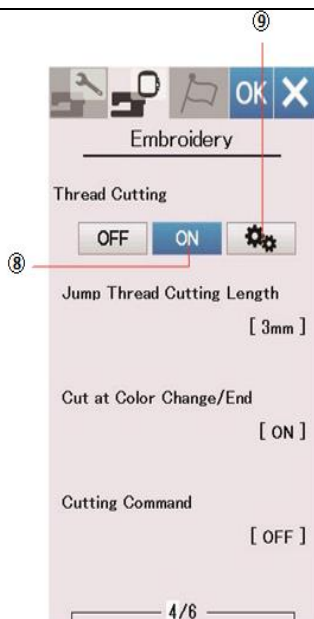 ⑨
OK X
Embroidery
Thread Cutting
OFF ON
⑧
Jump Thread Cutting Length
[ 3mm ]
Cut at Color Change/End
[ ON ]
Cutting Command
[ OFF ]
4/6